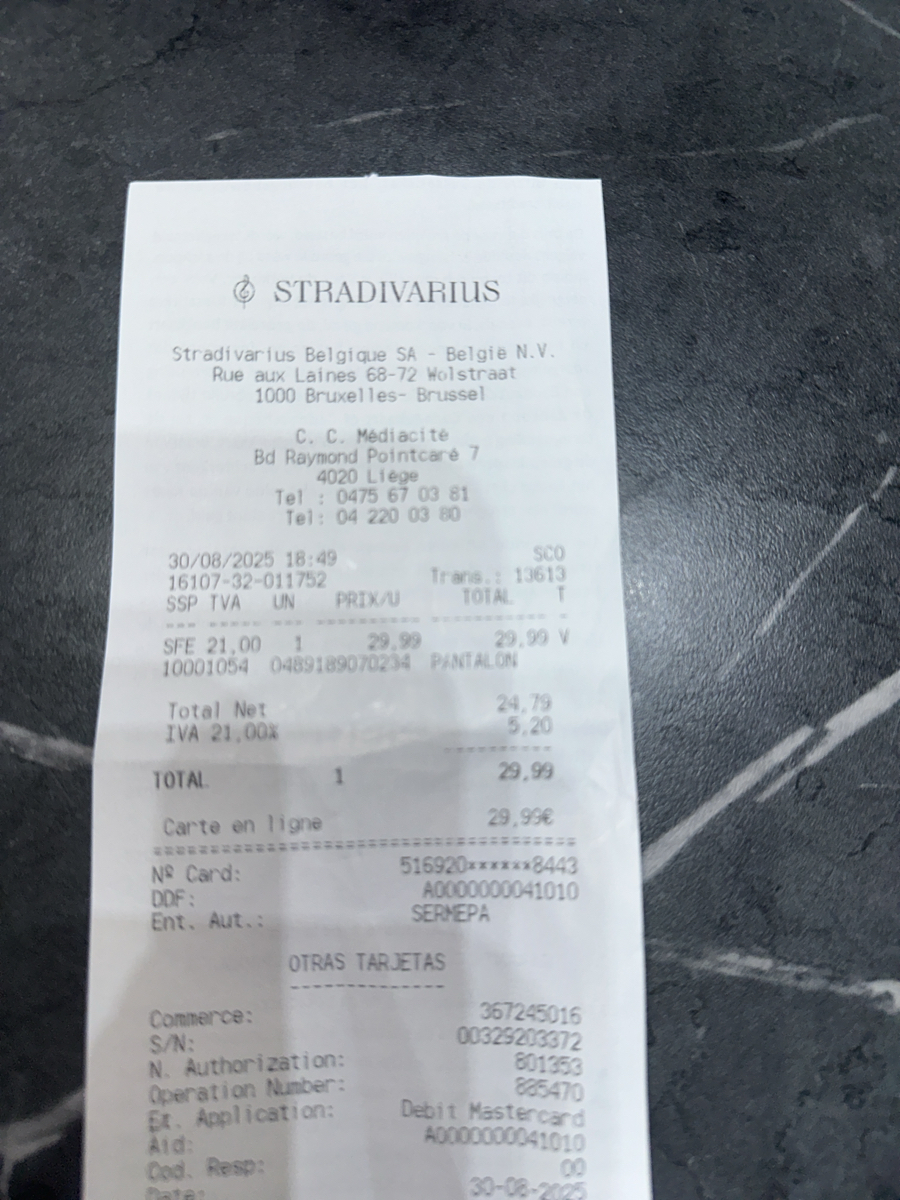 STRADIVARIUS
Stradivarius Belgique SA - België N.V.
Rue aux Laines 68-72 Wolstraat
1000 Bruxelles- Brussel
C. C. Médiacité
Bd Raymond Pointcaré 7
4020 Liège
Tel : 0475 67 03 81
Tel: 04 220 03 80
30/08/2025 18:49 SCO
16107-32-011752 Trans.: 13613
SSP TVA UN PRIX/U TOTAL T
--- ----- --- -------- ----------- -
SFE 21,00 1 29,99 29,99 V
10001054 0489189070234 PANTALON
Total Net 24,79
IVA 21,00% 5,20
----------
TOTAL 1 29,99
Carte en ligne 29,99€
========================================
Nº Card: 516920******8443
DDF: A0000000041010
Ent. Aut.: SERMEPA
OTRAS TARJETAS
--------------
Commerce: 367245016
S/N: 00329203372
N. Authorization: 801353
Operation Number: 885470
Et. Application: Debit Mastercard
Aid: A0000000041010
Cod. Resp: 00
Date: 30-08-2025